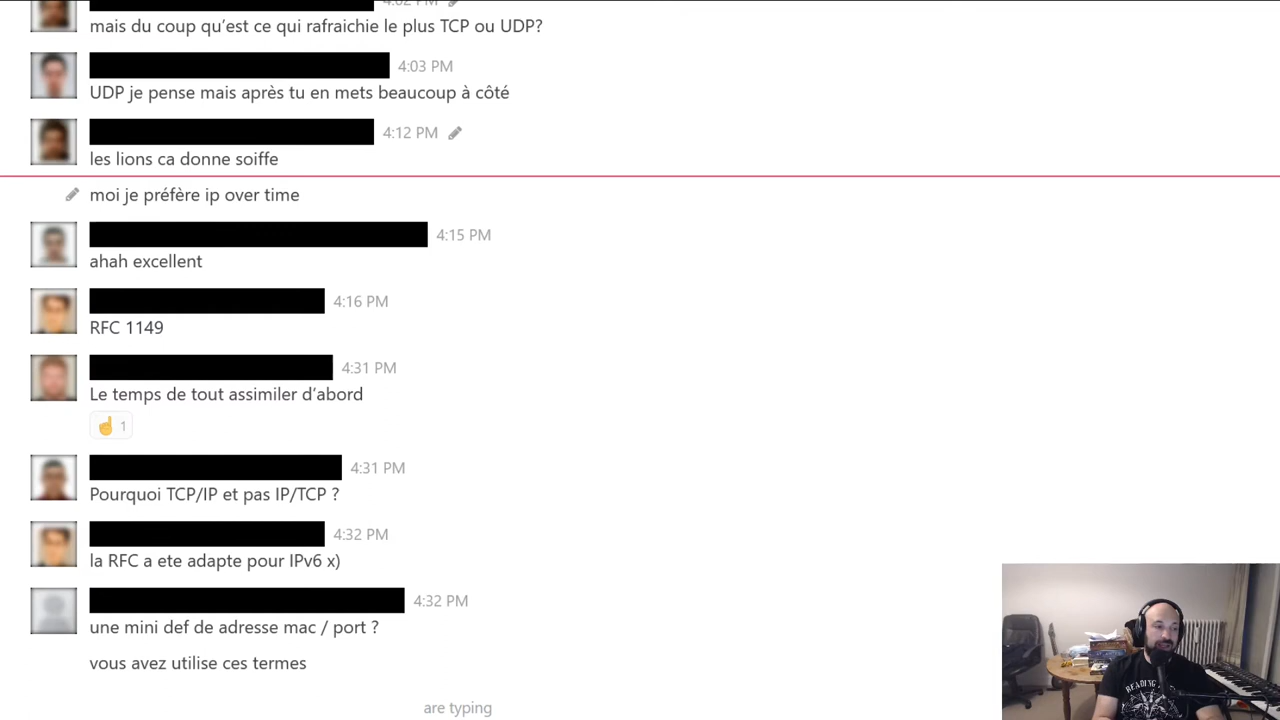 mais du coup qu'est ce qui rafraichie le plus TCP ou UDP?
4:03 PM
UDP je pense mais après tu en mets beaucoup à côté
4:12 PM
les lions ca donne soiffe
moi je préfère ip over time
4:15 PM
ahah excellent
4:16 PM
RFC 1149
4:31 PM
Le temps de tout assimiler d'abord
1
4:31 PM
Pourquoi TCP/IP et pas IP/TCP ?
4:32 PM
la RFC a ete adapte pour IPv6 x)
4:32 PM
une mini def de adresse mac / port ?
vous avez utilise ces termes
are typing
READING